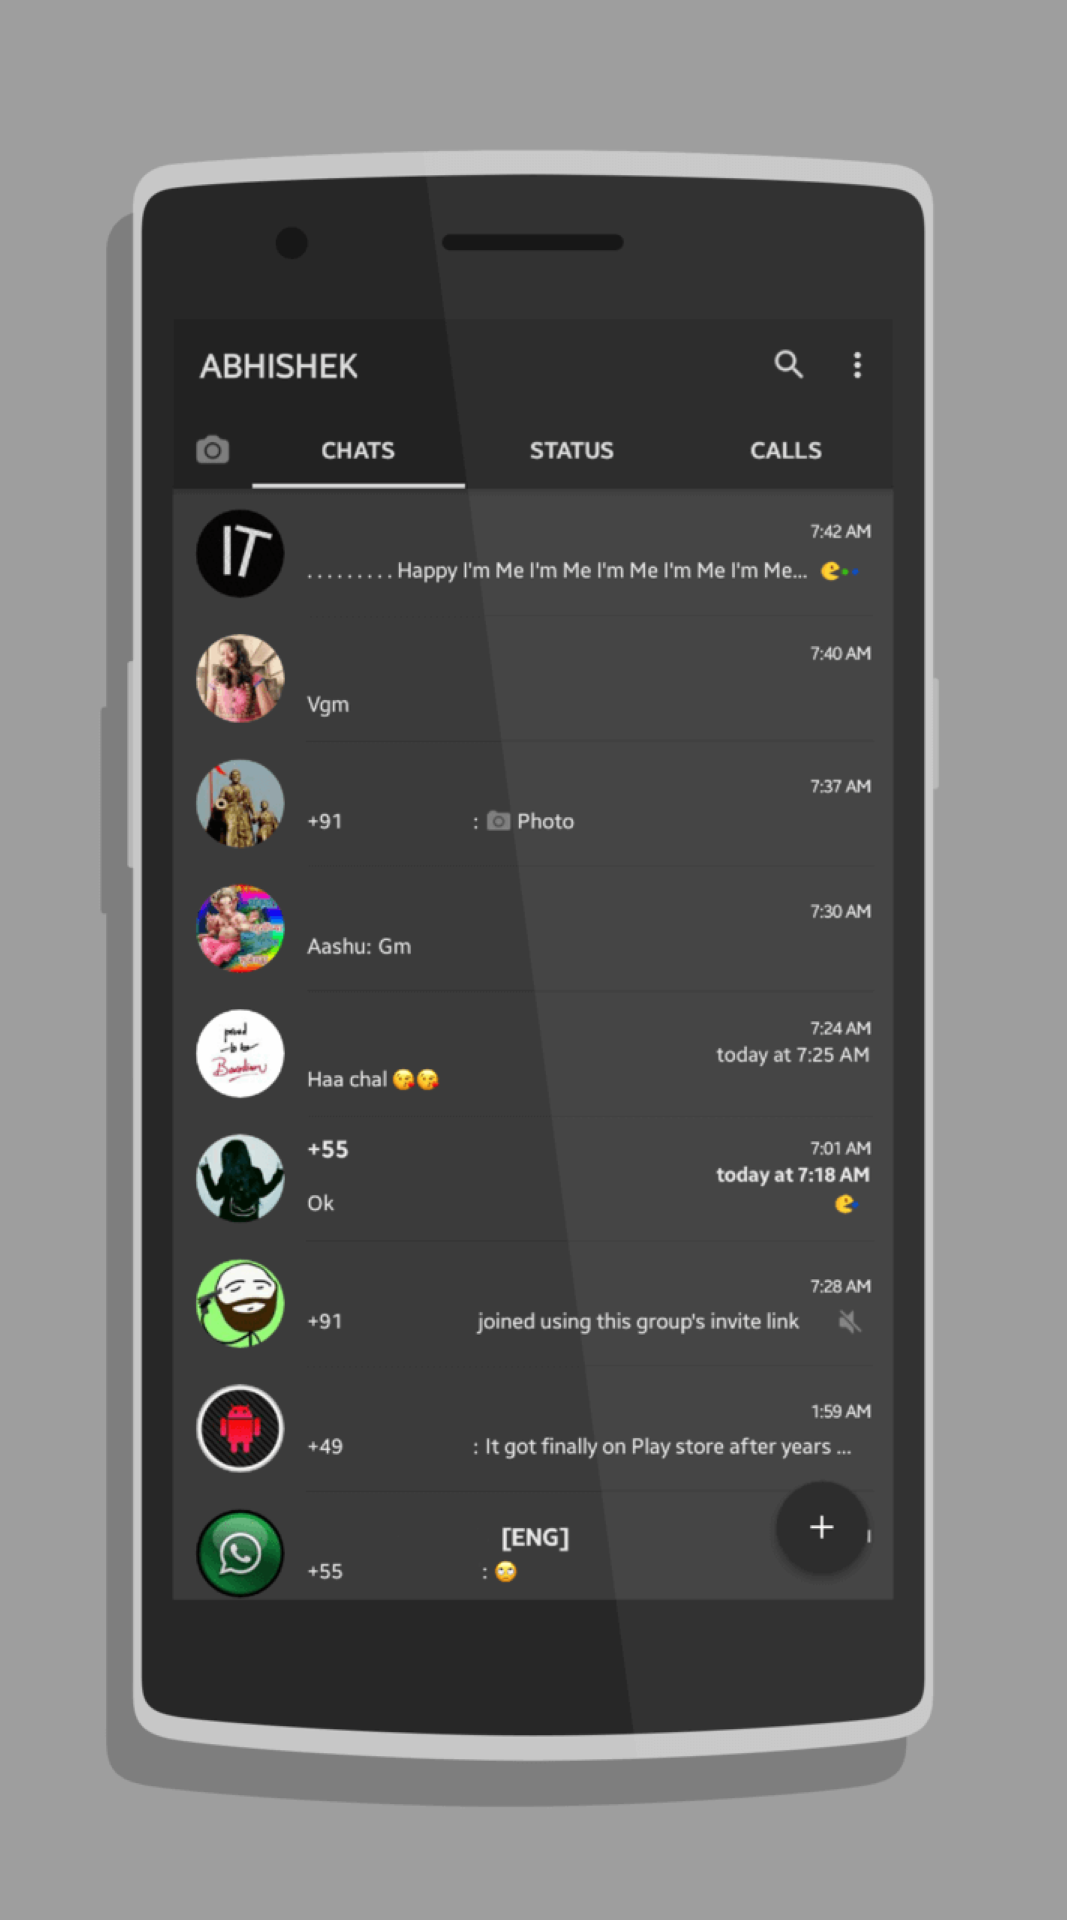 ABHISHEK
CHATS STATUS CALLS
IT
7:42 AM
.........Happy I'm Me I'm Me I'm Me I'm Me I'm Me...
7:40 AM
Vgm
7:37 AM
+91 : Photo
7:30 AM
Aashu: Gm
proud
to be
7:24 AM
today at 7:25 AM
Haa chal 😘😘
+55 7:01 AM
today at 7:18 AM
Ok
7:28 AM
+91 joined using this group's invite link
1:59 AM
+49 : It got finally on Play store after years ...
[ENG]
+55 : 🙄
+